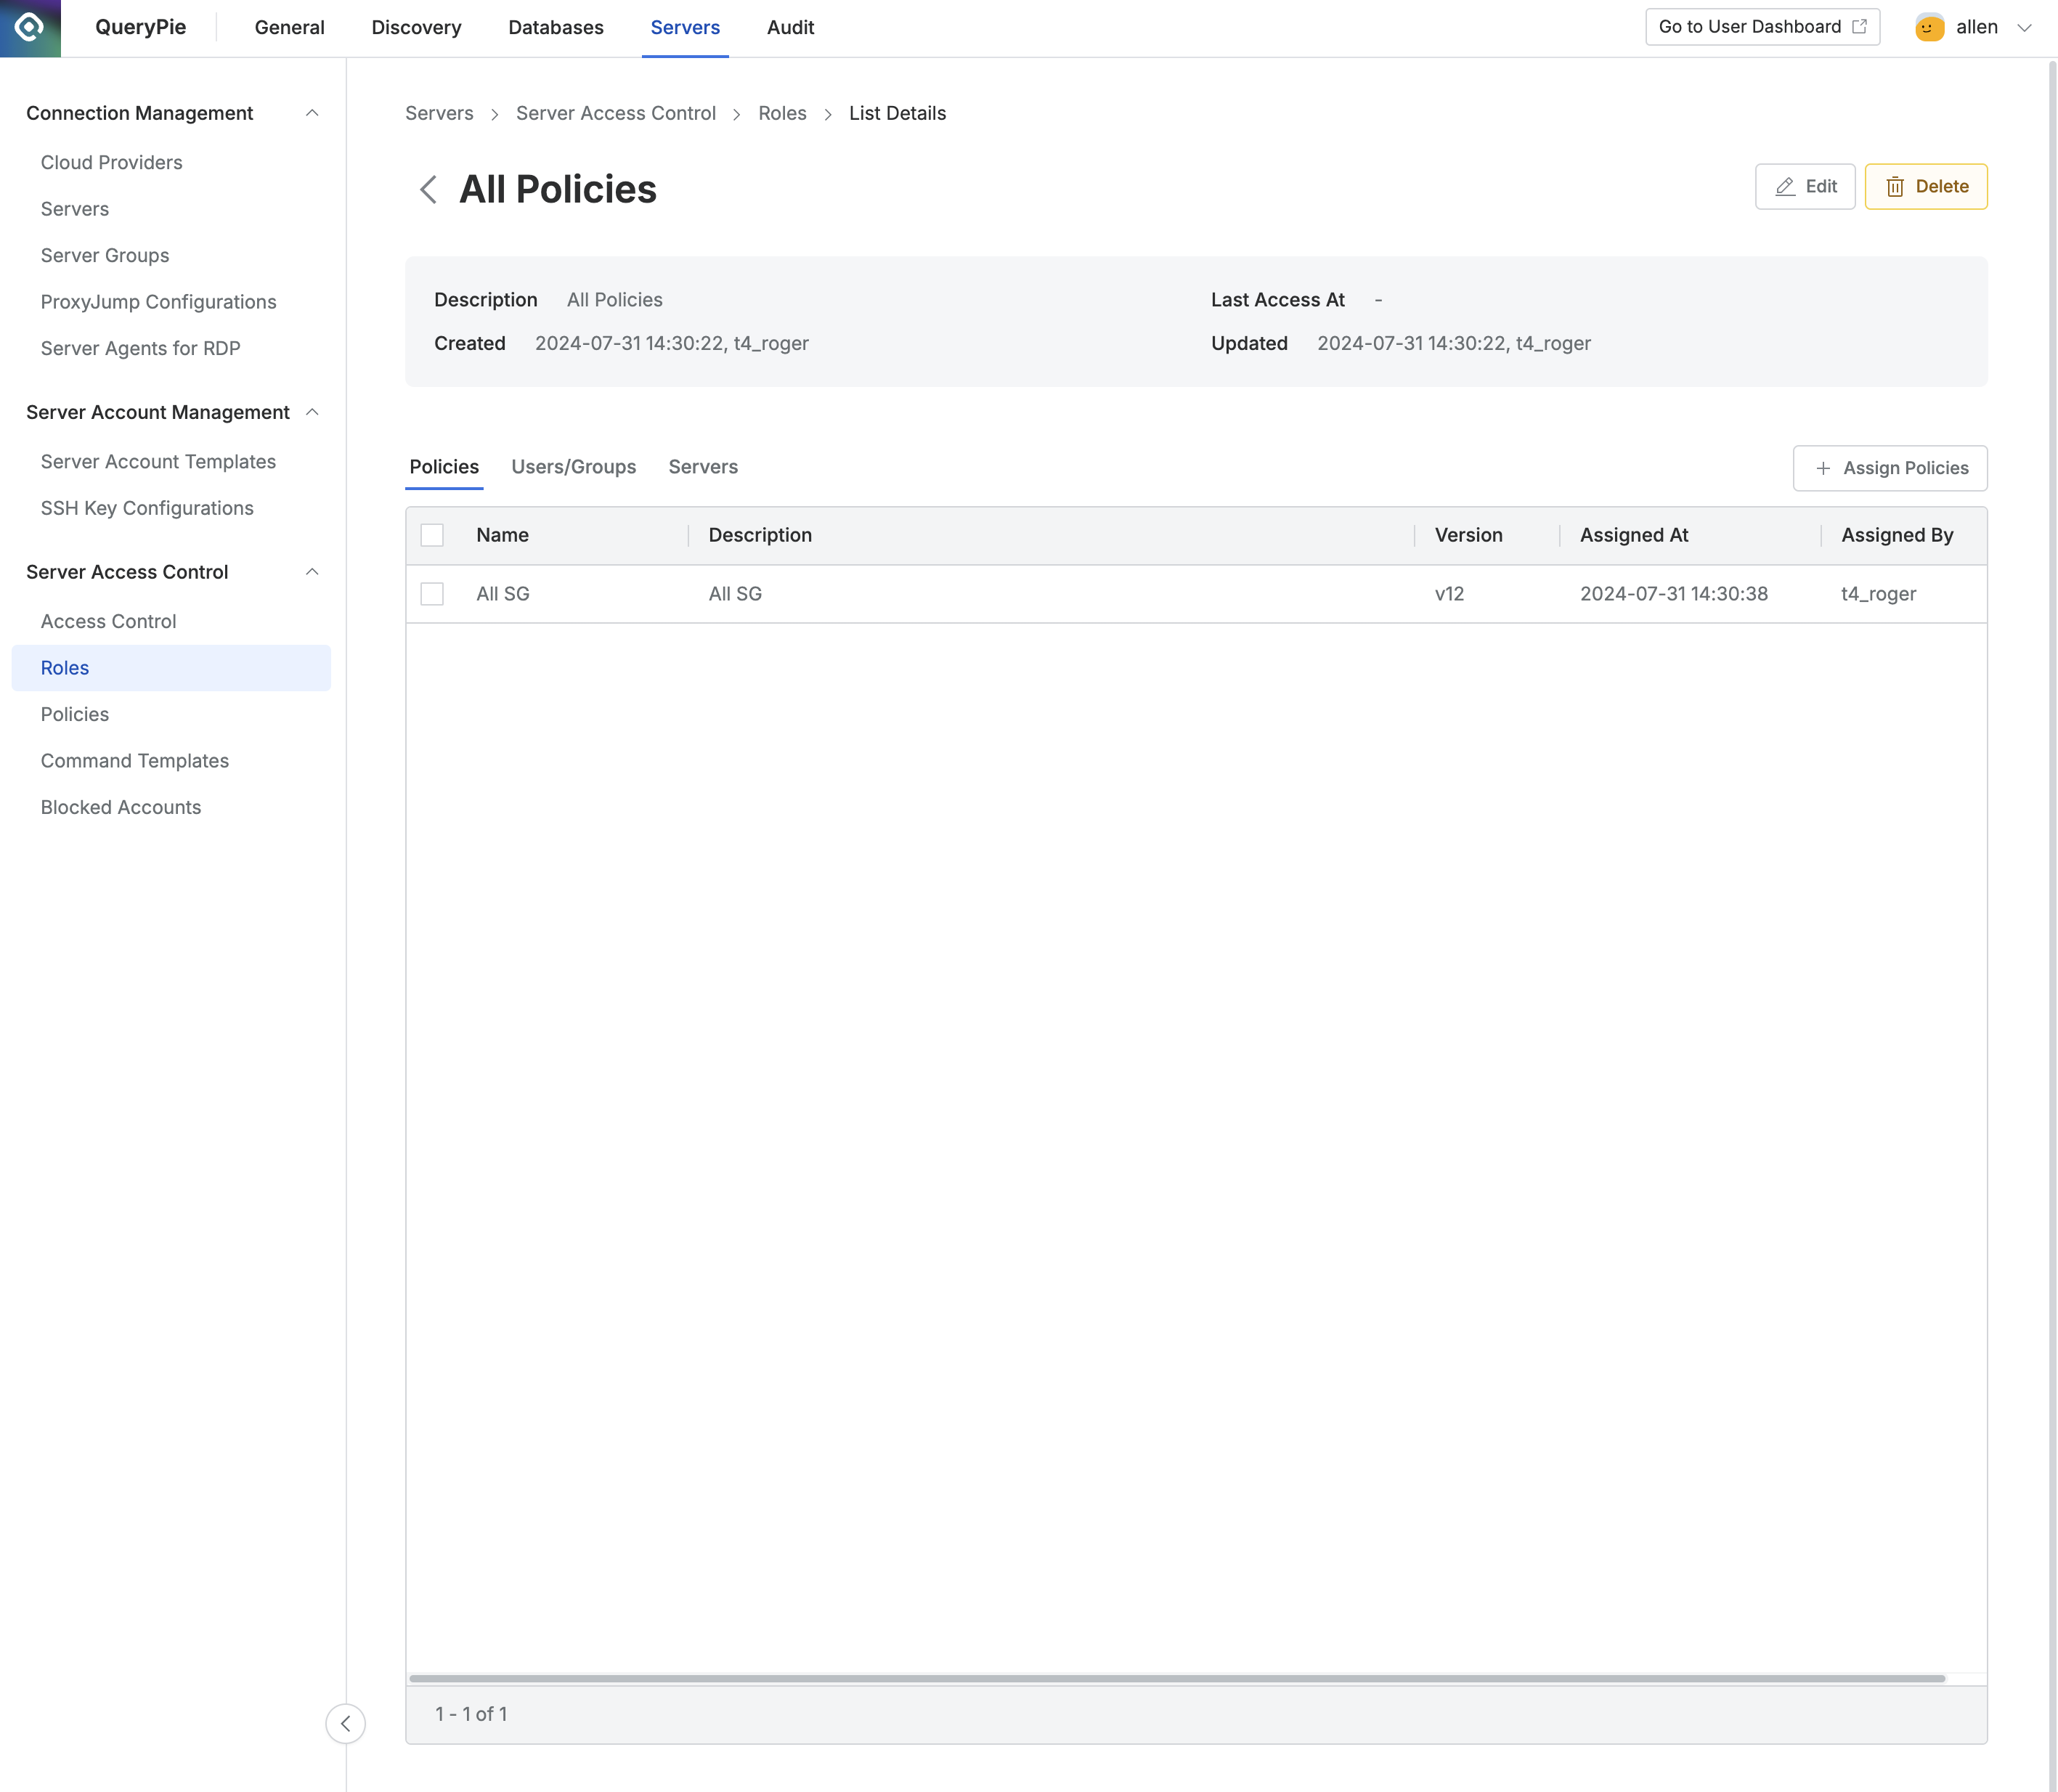 QueryPie General Discovery Databases Servers Audit Go to User Dashboard allen
Connection Management
Cloud Providers
Servers
Server Groups
ProxyJump Configurations
Server Agents for RDP
Server Account Management
Server Account Templates
SSH Key Configurations
Server Access Control
Access Control
Roles
Policies
Command Templates
Blocked Accounts
Servers > Server Access Control > Roles > List Details
All Policies Edit Delete
Description All Policies Last Access At -
Created 2024-07-31 14:30:22, t4_roger Updated 2024-07-31 14:30:22, t4_roger
Policies Users/Groups Servers + Assign Policies
Name Description Version Assigned At Assigned By
All SG All SG v12 2024-07-31 14:30:38 t4_roger
1 - 1 of 1